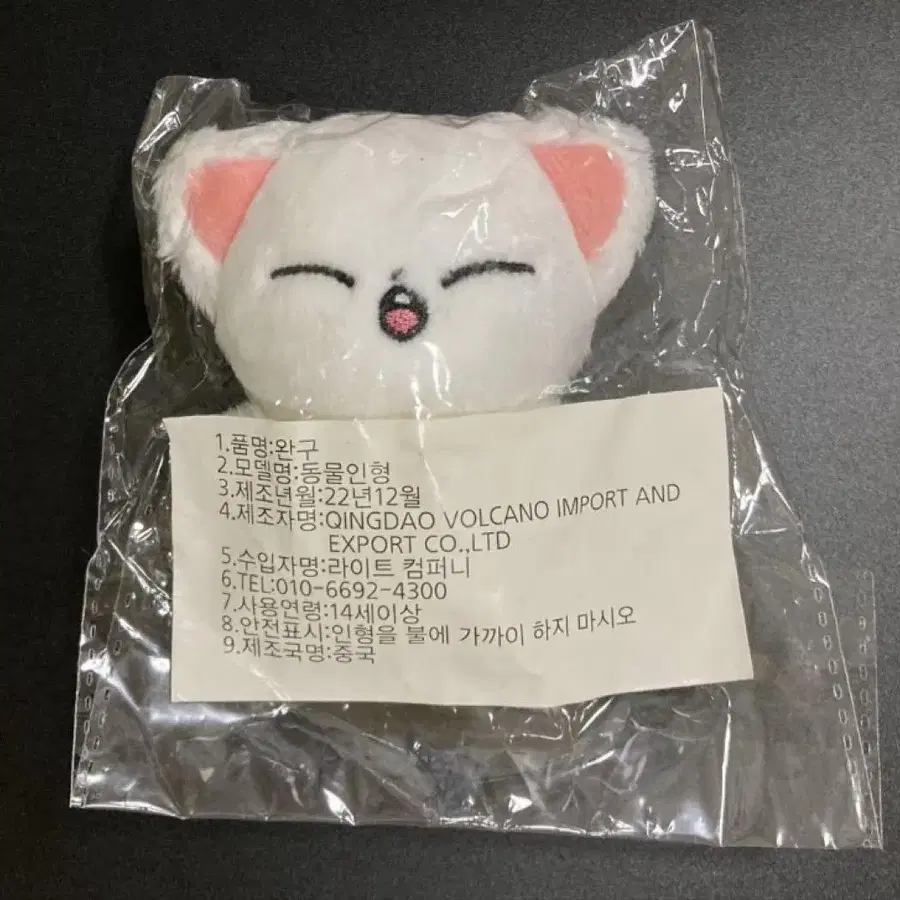 1.품명:완구
2.모델명:동물인형
3.제조년월:22년12월
4.제조자명:QINGDAO VOLCANO IMPORT AND
EXPORT CO.,LTD
5.수입자명:라이트 컴퍼니
6.TEL:010-6692-4300
7.사용연령:14세이상
8.안전표시:인형을 불에 가까이 하지 마시오
9.제조국명:중국